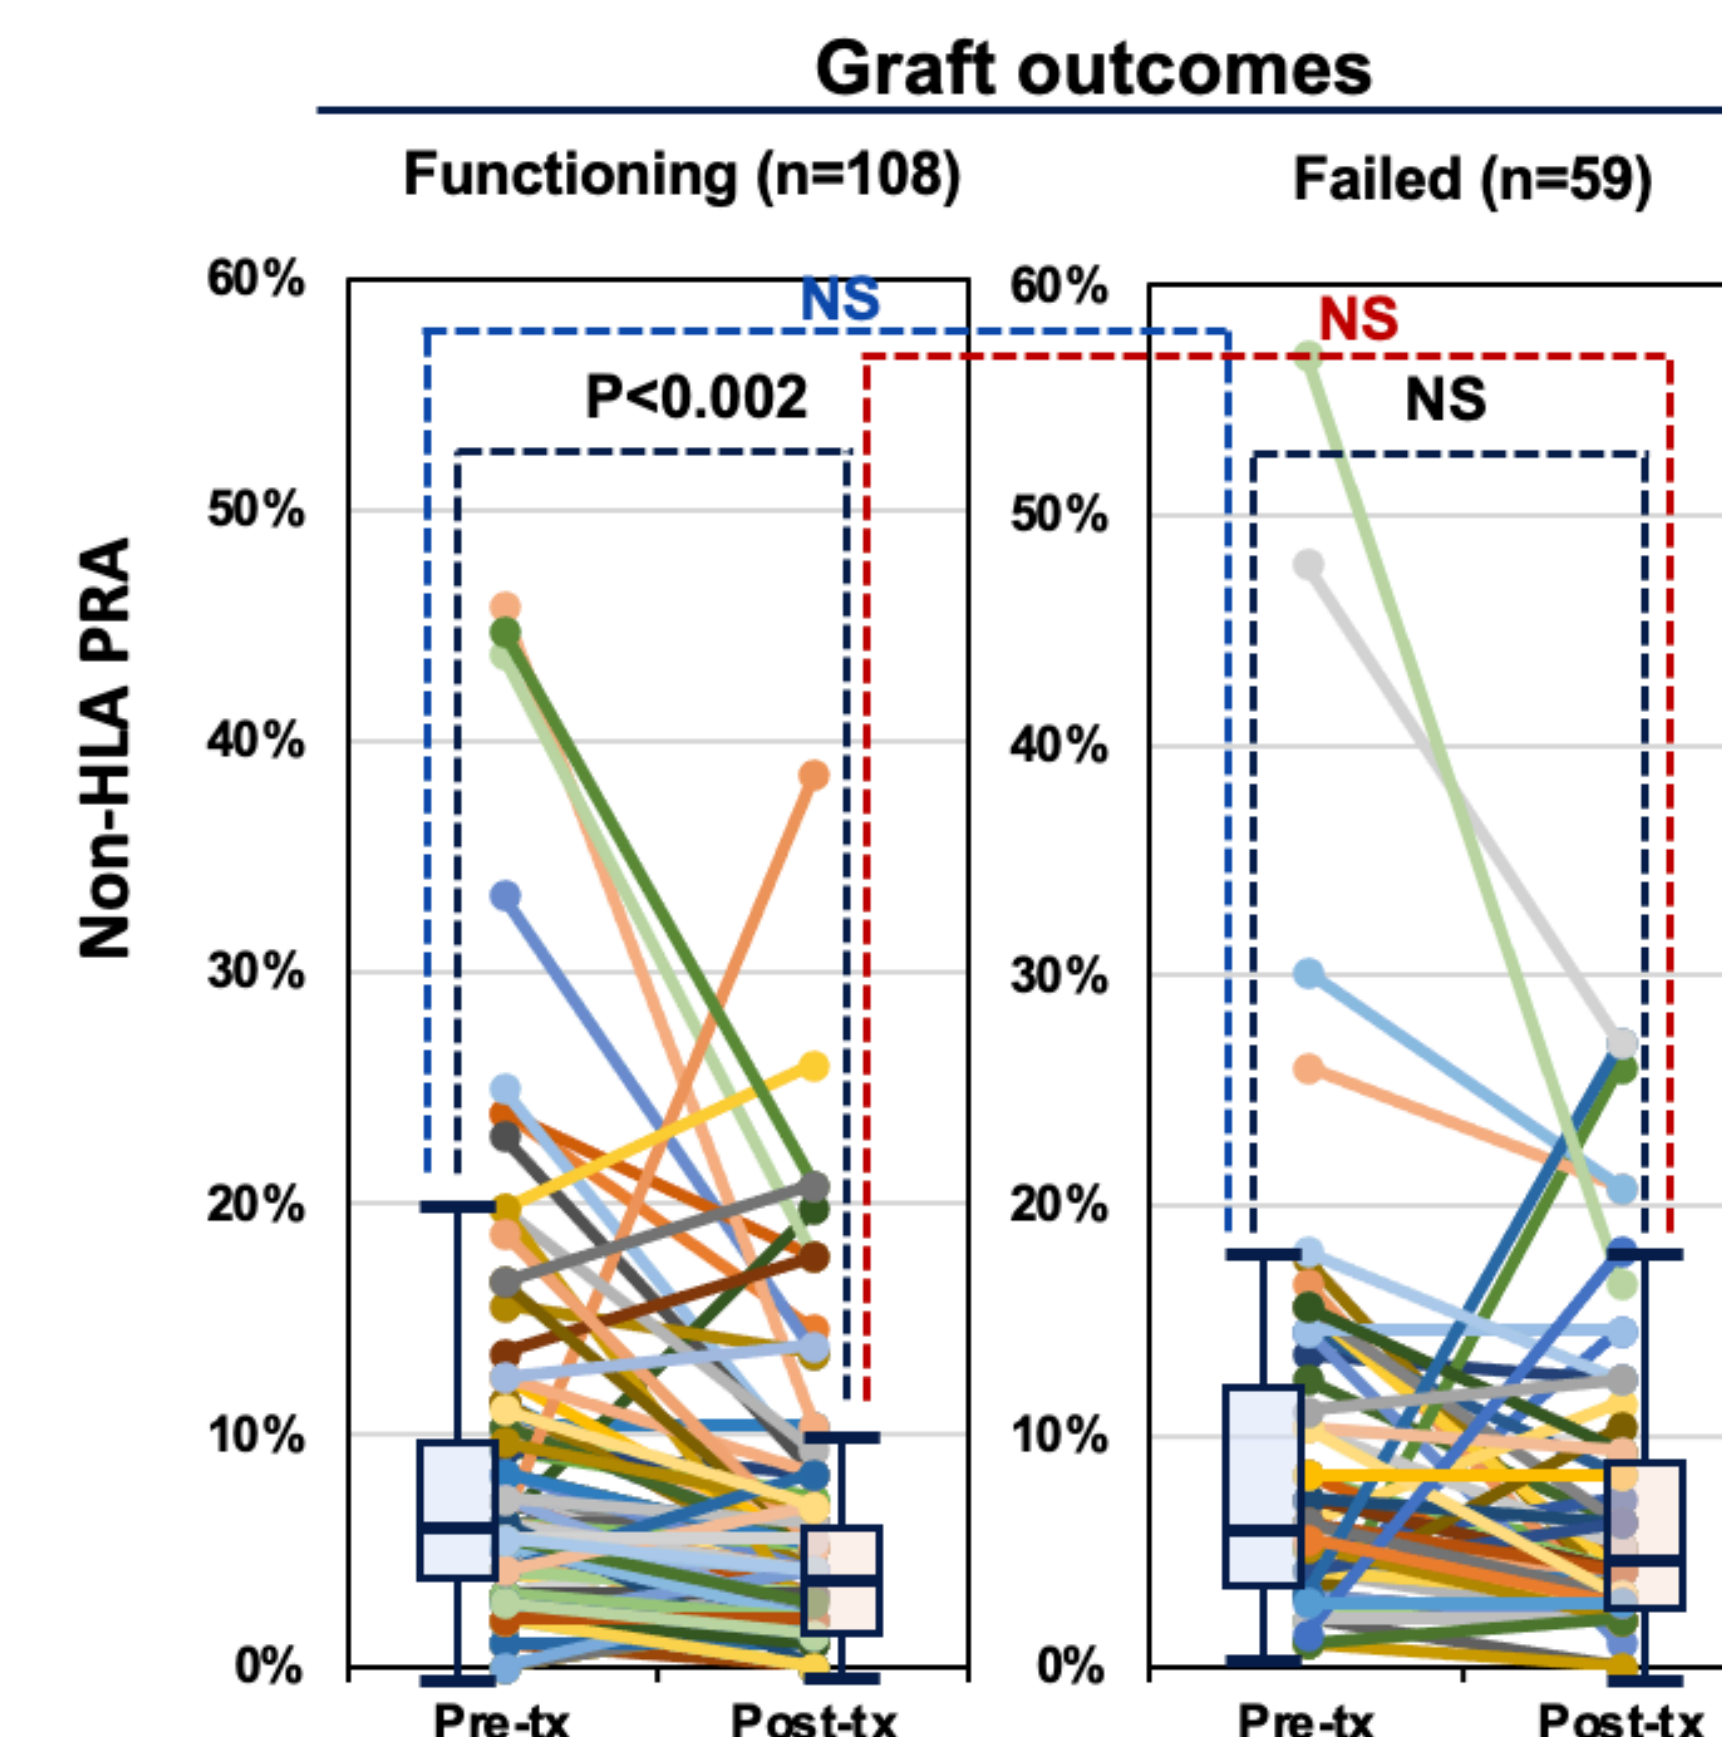 Graft outcomes
Functioning (n=108)
Failed (n=59)
Non-HLA PRA
60%
50%
40%
30%
20%
10%
0%
NS
P<0.002
Pre-tx
Post-tx
60%
50%
40%
30%
20%
10%
0%
NS
NS
Pre-tx
Post-tx